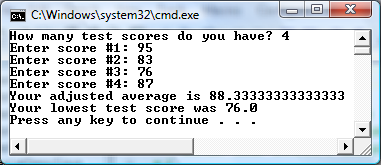 C:\Windows\system32\cmd.exe
How many test scores do you have? 4
Enter score #1: 95
Enter score #2: 83
Enter score #3: 76
Enter score #4: 87
Your adjusted average is 88.33333333333333
Your lowest test score was 76.0
Press any key to continue . . .